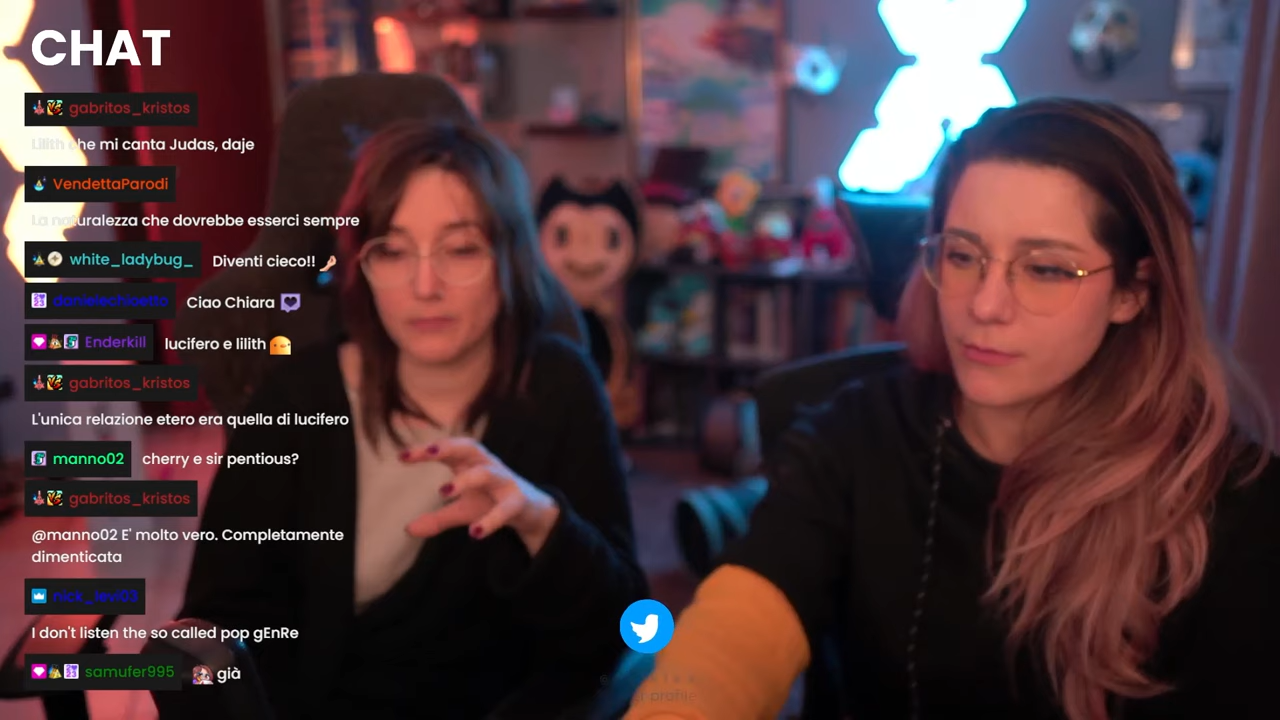 CHAT
gabritos_kristos
Lilith che mi canta Judas, daje
VendettaParodi
La naturalezza che dovrebbe esserci sempre
white_ladybug_ Diventi cieco!!
danielechioetto Ciao Chiara
Enderkill lucifero e lilith
gabritos_kristos
L'unica relazione etero era quella di lucifero
manno02 cherry e sir pentious?
gabritos_kristos
@manno02 E' molto vero. Completamente
dimenticata
nick_levi03
I don't listen the so called pop gEnRe
samufer995 già
profile